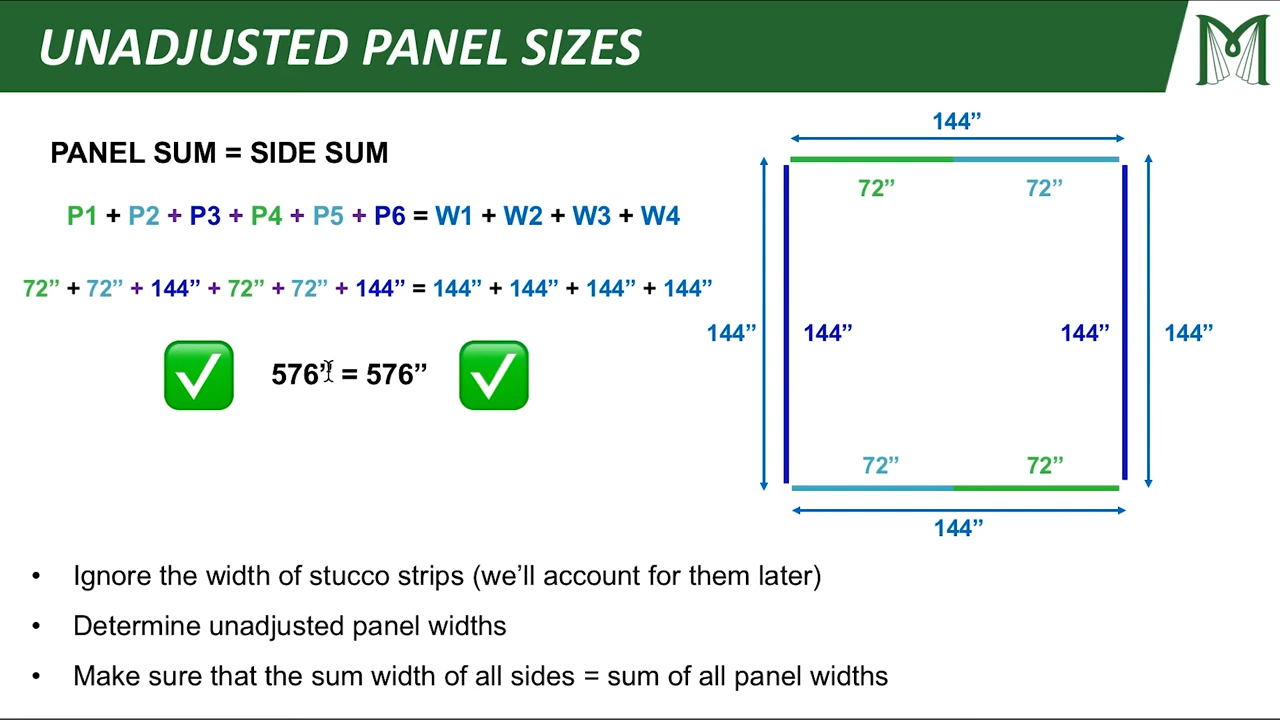 UNADJUSTED PANEL SIZES
M
PANEL SUM = SIDE SUM
P1 + P2 + P3 + P4 + P5 + P6 = W1 + W2 + W3 + W4
72” + 72” + 144” + 72” + 72” + 144” = 144” + 144” + 144” + 144”
576” = 576”
144”
72” 72”
144” 144” 144” 144”
72” 72”
144”
• Ignore the width of stucco strips (we’ll account for them later)
• Determine unadjusted panel widths
• Make sure that the sum width of all sides = sum of all panel widths